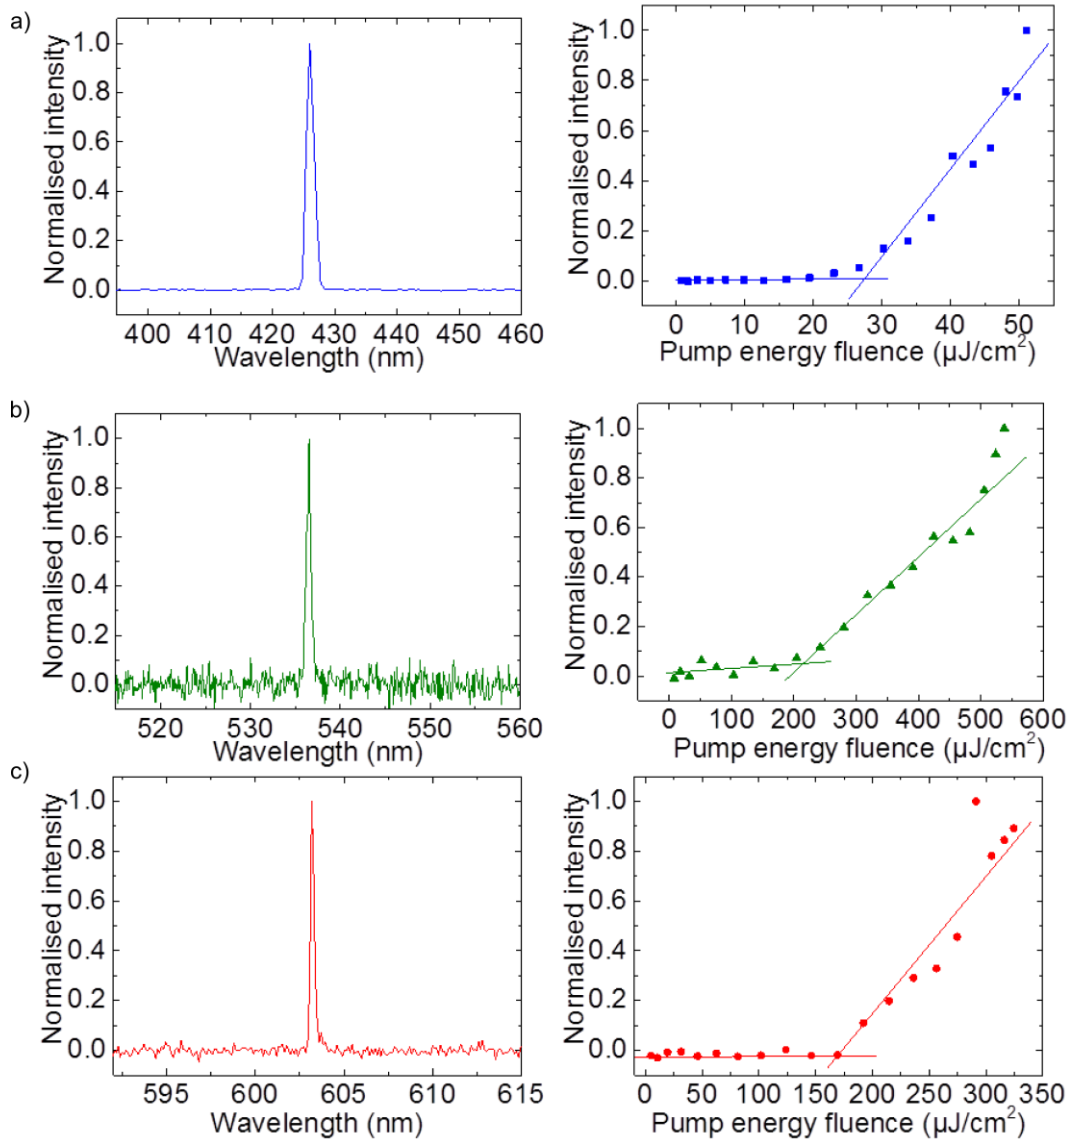 a)
Normalised intensity
1.0
0.8
0.6
0.4
0.2
0.0
400 410 420 430 440 450 460
Wavelength (nm)
Normalised intensity
1.0
0.8
0.6
0.4
0.2
0.0
0 10 20 30 40 50
Pump energy fluence (µJ/cm²)
b)
Normalised intensity
1.0
0.8
0.6
0.4
0.2
0.0
520 530 540 550 560
Wavelength (nm)
Normalised intensity
1.0
0.8
0.6
0.4
0.2
0.0
0 100 200 300 400 500 600
Pump energy fluence (µJ/cm²)
c)
Normalised intensity
1.0
0.8
0.6
0.4
0.2
0.0
595 600 605 610 615
Wavelength (nm)
Normalised intensity
1.0
0.8
0.6
0.4
0.2
0.0
0 50 100 150 200 250 300 350
Pump energy fluence (µJ/cm²)